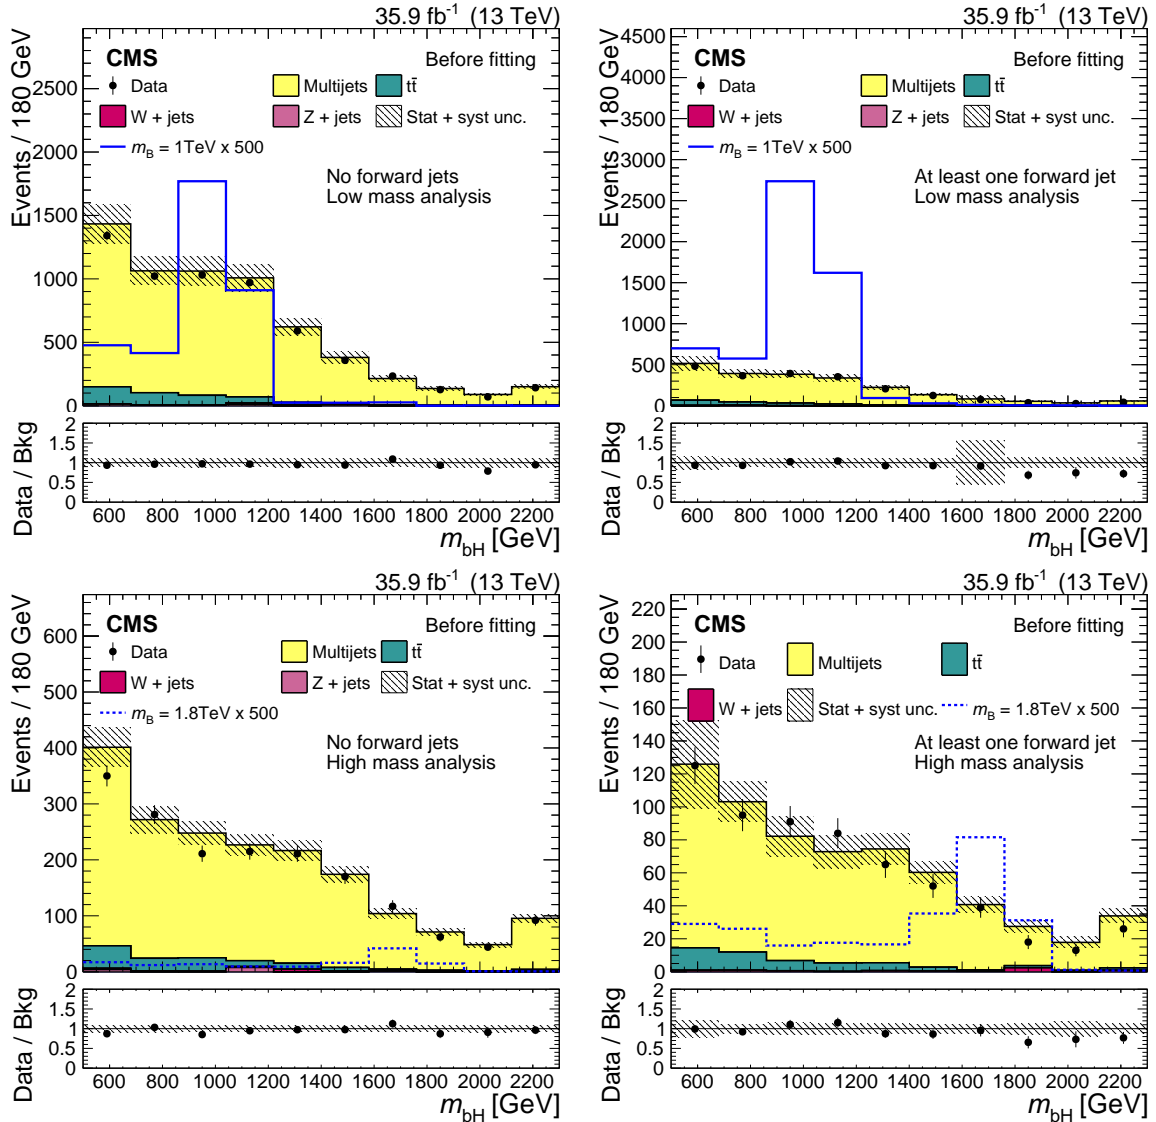 35.9 fb⁻¹ (13 TeV)
CMS
Before fitting
Data
Multijets
tt̄
W + jets
Z + jets
Stat + syst unc.
m_B = 1TeV x 500
No forward jets
Low mass analysis
Events / 180 GeV
2500
2000
1500
1000
500
0
Data / Bkg
2
1.5
1
0.5
0
600 800 1000 1200 1400 1600 1800 2000 2200
m_bH [GeV]
35.9 fb⁻¹ (13 TeV)
CMS
Before fitting
Data
Multijets
tt̄
W + jets
Z + jets
Stat + syst unc.
m_B = 1TeV x 500
At least one forward jet
Low mass analysis
Events / 180 GeV
4500
4000
3500
3000
2500
2000
1500
1000
500
0
Data / Bkg
2
1.5
1
0.5
0
600 800 1000 1200 1400 1600 1800 2000 2200
m_bH [GeV]
35.9 fb⁻¹ (13 TeV)
CMS
Before fitting
Data
Multijets
tt̄
W + jets
Z + jets
Stat + syst unc.
m_B = 1.8TeV x 500
No forward jets
High mass analysis
Events / 180 GeV
600
500
400
300
200
100
0
Data / Bkg
2
1.5
1
0.5
0
600 800 1000 1200 1400 1600 1800 2000 2200
m_bH [GeV]
35.9 fb⁻¹ (13 TeV)
CMS
Before fitting
Data
Multijets
tt̄
W + jets
Stat + syst unc.
m_B = 1.8TeV x 500
At least one forward jet
High mass analysis
Events / 180 GeV
220
200
180
160
140
120
100
80
60
40
20
0
Data / Bkg
2
1.5
1
0.5
0
600 800 1000 1200 1400 1600 1800 2000 2200
m_bH [GeV]